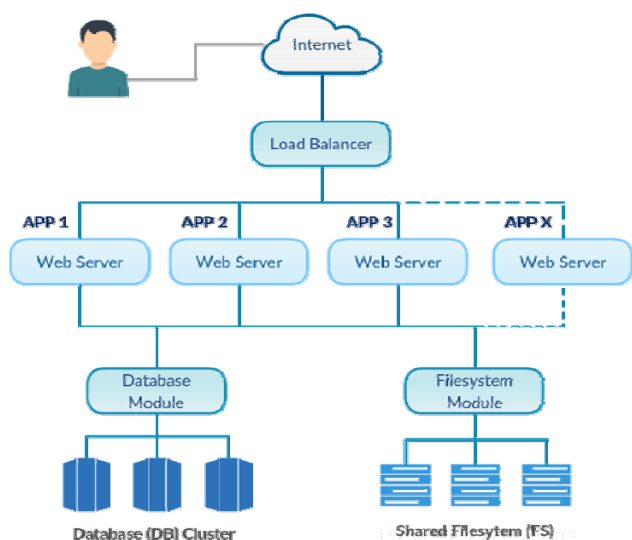 Internet
Load Balancer
APP 1
APP 2
APP 3
APP X
Web Server
Web Server
Web Server
Web Server
Database
Module
Filesystem
Module
Database (DB) Cluster
Shared Filesytem (FS)